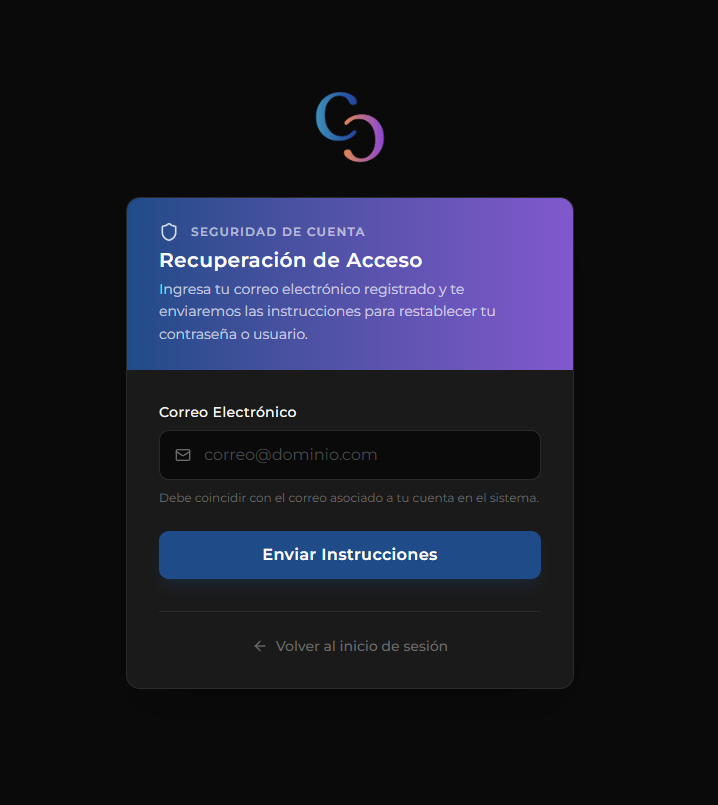 SEGURIDAD DE CUENTA
Recuperación de Acceso
Ingresa tu correo electrónico registrado y te
enviaremos las instrucciones para restablecer tu
contraseña o usuario.
Correo Electrónico
correo@dominio.com
Debe coincidir con el correo asociado a tu cuenta en el sistema.
Enviar Instrucciones
Volver al inicio de sesión